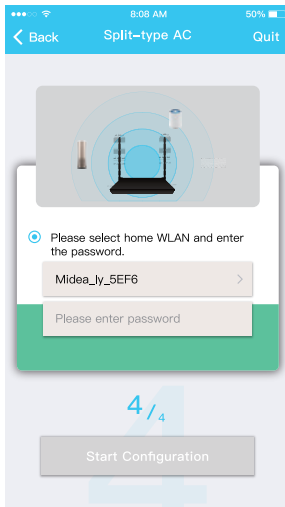 8:08 AM
50%
Back
Split-type AC
Quit
Please select home WLAN and enter
the password.
Midea_ly_5EF6
Please enter password
4/4
Start Configuration